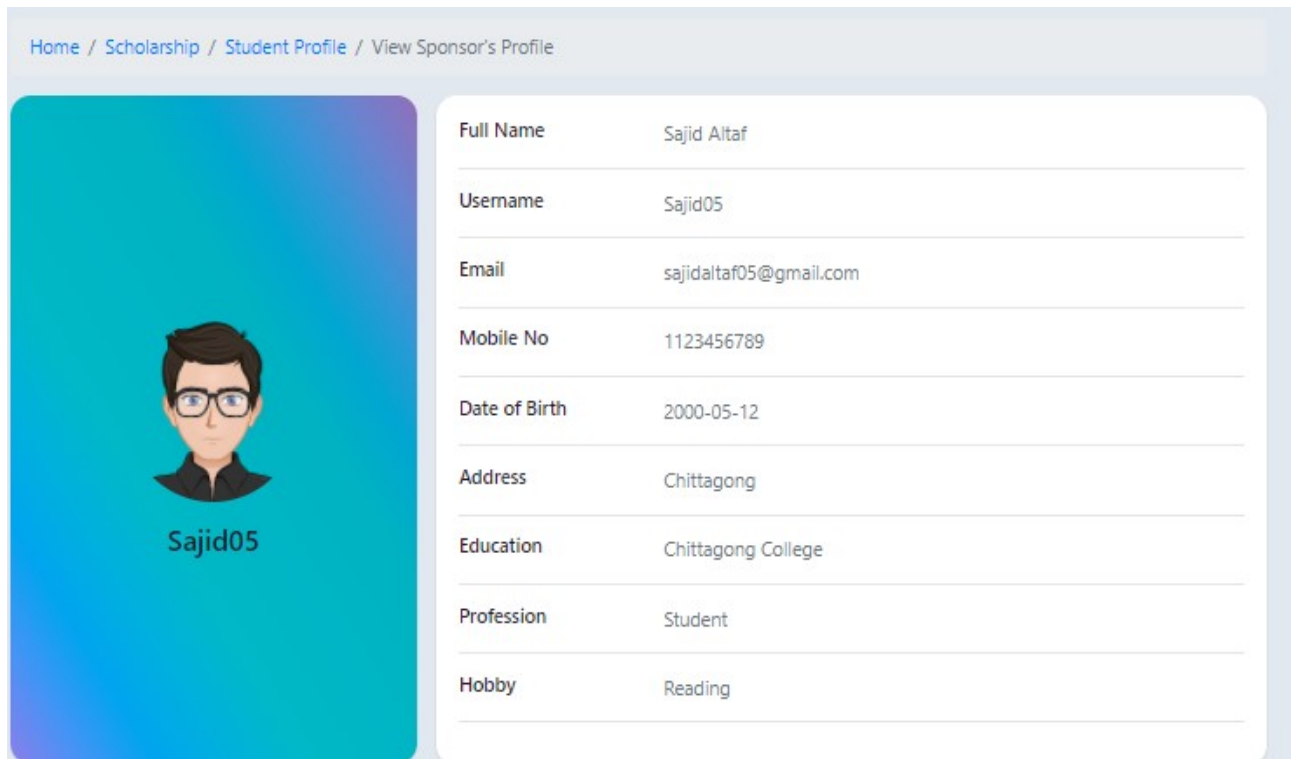 Home / Scholarship / Student Profile / View Sponsor's Profile
Sajid05
Full Name Sajid Altaf
Username Sajid05
Email sajidaltaf05@gmail.com
Mobile No 1123456789
Date of Birth 2000-05-12
Address Chittagong
Education Chittagong College
Profession Student
Hobby Reading